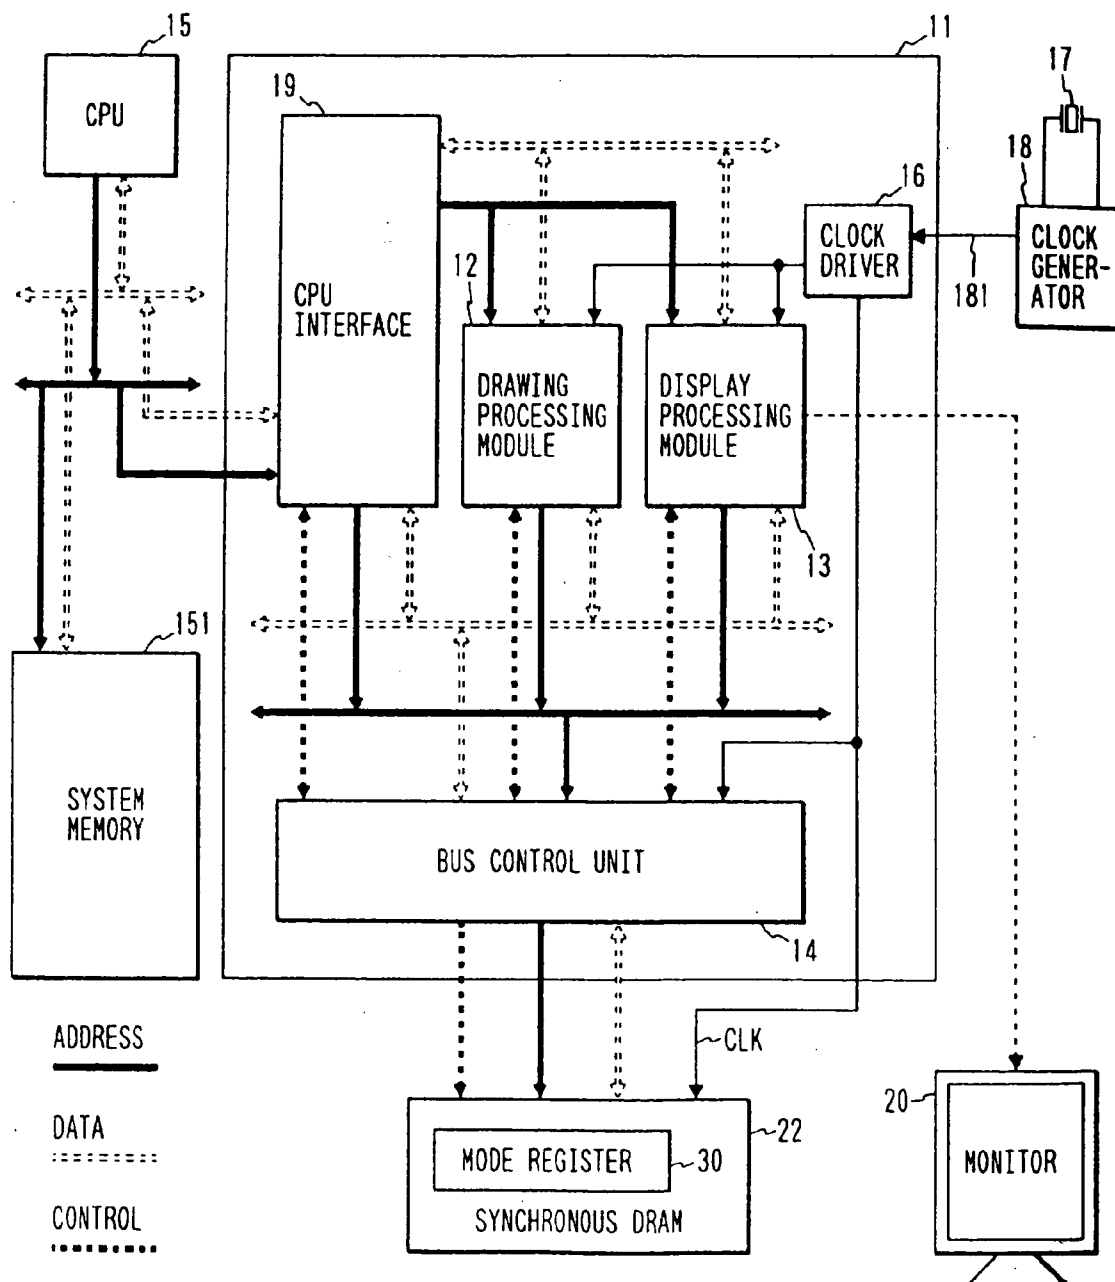 15
CPU
11
19
CPU
INTERFACE
17
18
CLOCK
GENER-
ATOR
181
16
CLOCK
DRIVER
12
DRAWING
PROCESSING
MODULE
DISPLAY
PROCESSING
MODULE
13
151
SYSTEM
MEMORY
BUS CONTROL UNIT
14
CLK
ADDRESS
DATA
CONTROL
22
MODE REGISTER
30
SYNCHRONOUS DRAM
20
MONITOR